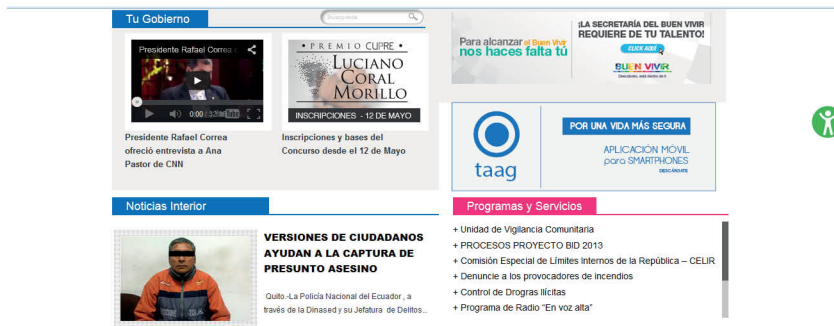 Tu Gobierno
Busqueda
Presidente Rafael Correa
0:00
YouTube
Presidente Rafael Correa
ofreció entrevista a Ana
Pastor de CNN
• PREMIO CUPRE •
LUCIANO
CORAL
MORILLO
INSCRIPCIONES - 12 DE MAYO
Inscripciones y bases del
Concurso desde el 12 de Mayo
Para alcanzar el Buen Vivir
nos haces falta tú
¡LA SECRETARÍA DEL BUEN VIVIR
REQUIERE DE TU TALENTO!
CLICK AQUÍ
BUEN VIVIR
taag
POR UNA VIDA MÁS SEGURA
APLICACIÓN MÓVIL
para SMARTPHONES
DESCÁRGATE
Noticias Interior
VERSIONES DE CIUDADANOS
AYUDAN A LA CAPTURA DE
PRESUNTO ASESINO
Quito.-La Policía Nacional del Ecuador , a
través de la Dinased y su Jefatura de Delitos...
Programas y Servicios
+ Unidad de Vigilancia Comunitaria
+ PROCESOS PROYECTO BID 2013
+ Comisión Especial de Límites Internos de la República – CELIR
+ Denuncie a los provocadores de incendios
+ Control de Drogras Ilícitas
+ Programa de Radio “En voz alta”